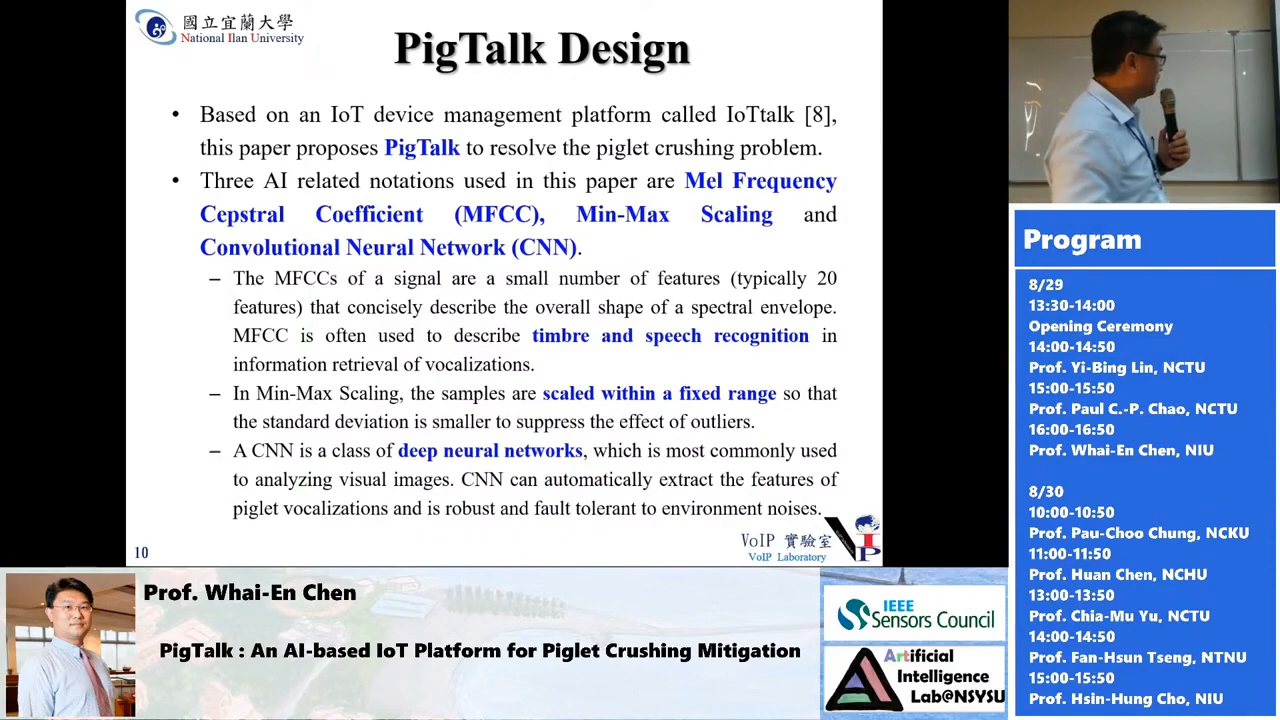 國立宜蘭大學
National Ilan University
PigTalk Design
• Based on an IoT device management platform called IoTtalk [8],
this paper proposes PigTalk to resolve the piglet crushing problem.
• Three AI related notations used in this paper are Mel Frequency
Cepstral Coefficient (MFCC), Min-Max Scaling and
Convolutional Neural Network (CNN).
– The MFCCs of a signal are a small number of features (typically 20
features) that concisely describe the overall shape of a spectral envelope.
MFCC is often used to describe timbre and speech recognition in
information retrieval of vocalizations.
– In Min-Max Scaling, the samples are scaled within a fixed range so that
the standard deviation is smaller to suppress the effect of outliers.
– A CNN is a class of deep neural networks, which is most commonly used
to analyzing visual images. CNN can automatically extract the features of
piglet vocalizations and is robust and fault tolerant to environment noises.
10
VoIP 實驗室
VoIP Laboratory
VIP
Program
8/29
13:30-14:00
Opening Ceremony
14:00-14:50
Prof. Yi-Bing Lin, NCTU
15:00-15:50
Prof. Paul C.-P. Chao, NCTU
16:00-16:50
Prof. Whai-En Chen, NIU
8/30
10:00-10:50
Prof. Pau-Choo Chung, NCKU
11:00-11:50
Prof. Huan Chen, NCHU
13:00-13:50
Prof. Chia-Mu Yu, NCTU
14:00-14:50
Prof. Fan-Hsun Tseng, NTNU
15:00-15:50
Prof. Hsin-Hung Cho, NIU
Prof. Whai-En Chen
PigTalk : An AI-based IoT Platform for Piglet Crushing Mitigation
IEEE
Sensors Council
Artificial
Intelligence
Lab@NSYSU